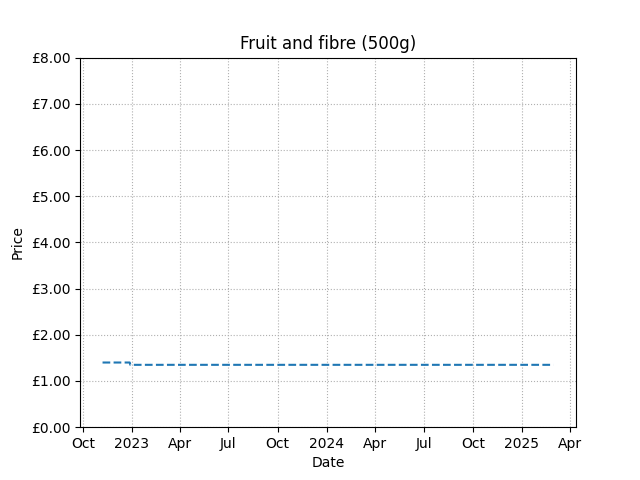 Fruit and fibre (500g)
£8.00
£7.00
£6.00
£5.00
£4.00
£3.00
£2.00
£1.00
£0.00
Price
Oct 2023 Apr Jul Oct 2024 Apr Jul Oct 2025 Apr
Date